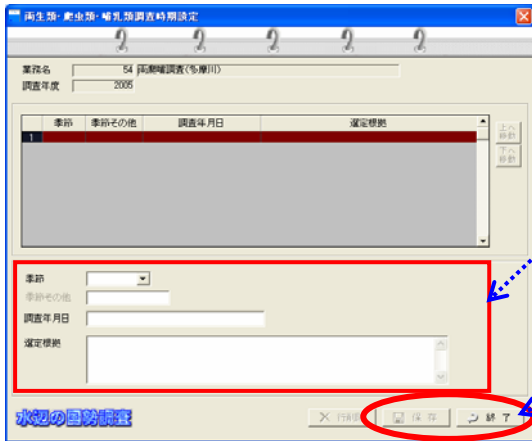 両生類・爬虫類・哺乳類調査時期設定
業務名 54 両爬哺調査(多摩川)
調査年度 2005
季節 季節その他 調査年月日 選定根拠
1
上へ
移動
下へ
移動
季節
季節その他
調査年月日
選定根拠
水辺の国勢調査 行削除 保存 終了